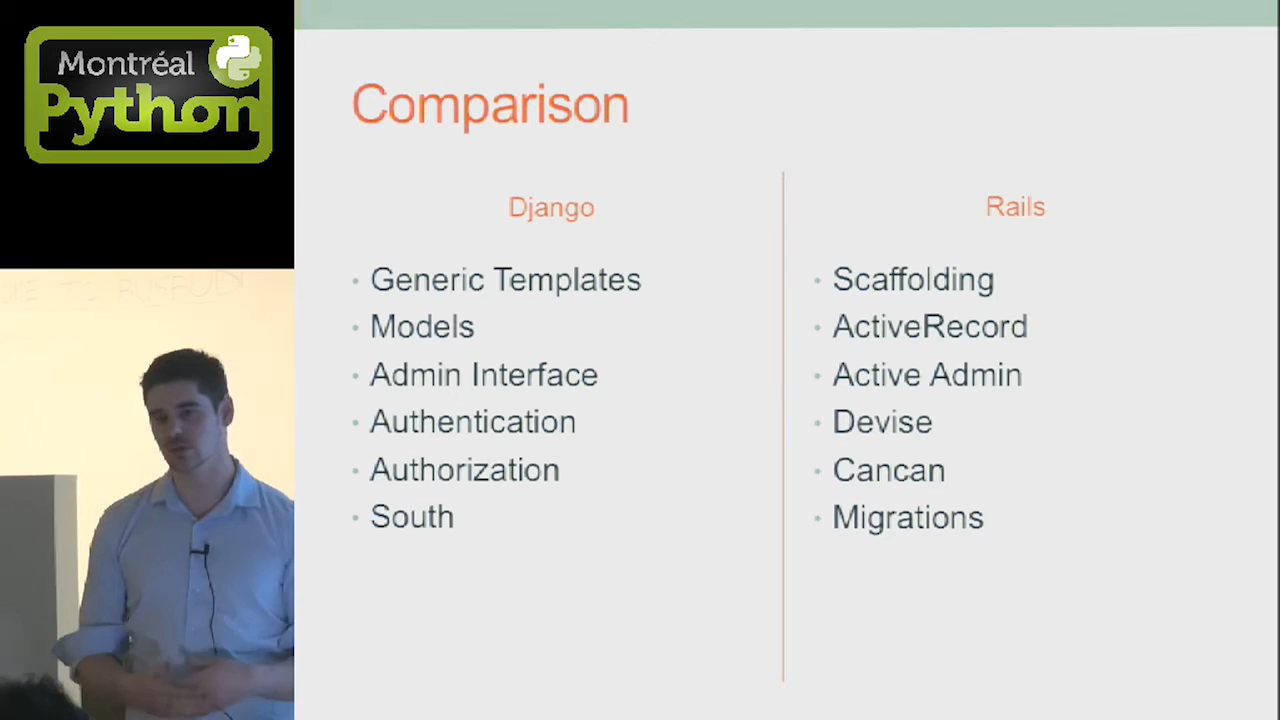 Montréal
Python
Comparison
Django
Generic Templates
Models
Admin Interface
Authentication
Authorization
South
Rails
Scaffolding
ActiveRecord
Active Admin
Devise
Cancan
Migrations